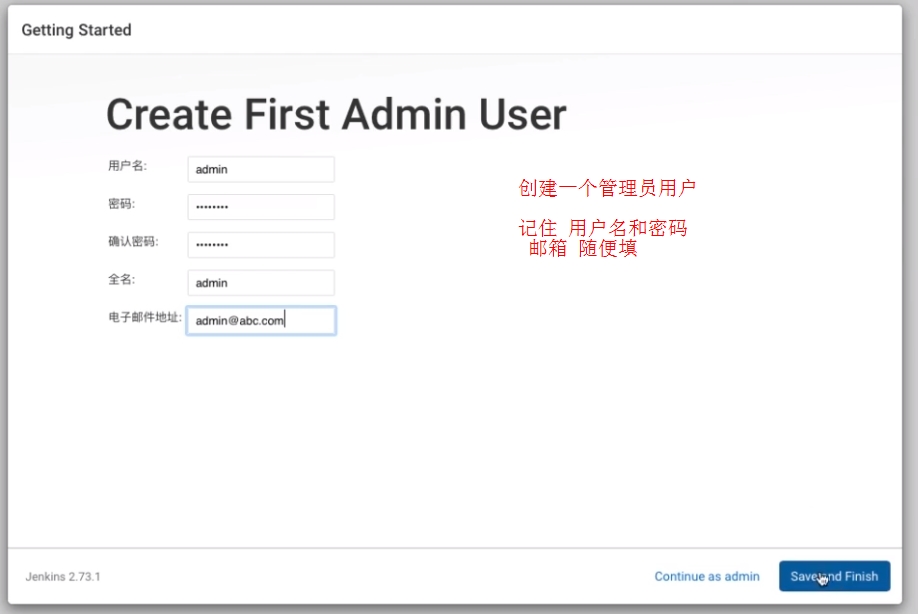 Getting Started
Create First Admin User
用户名: admin
密码: ••••••••
确认密码: ••••••••
全名: admin
电子邮件地址: admin@abc.com
创建一个管理员用户
记住 用户名和密码
邮箱 随便填
Jenkins 2.73.1
Continue as admin
Save and Finish